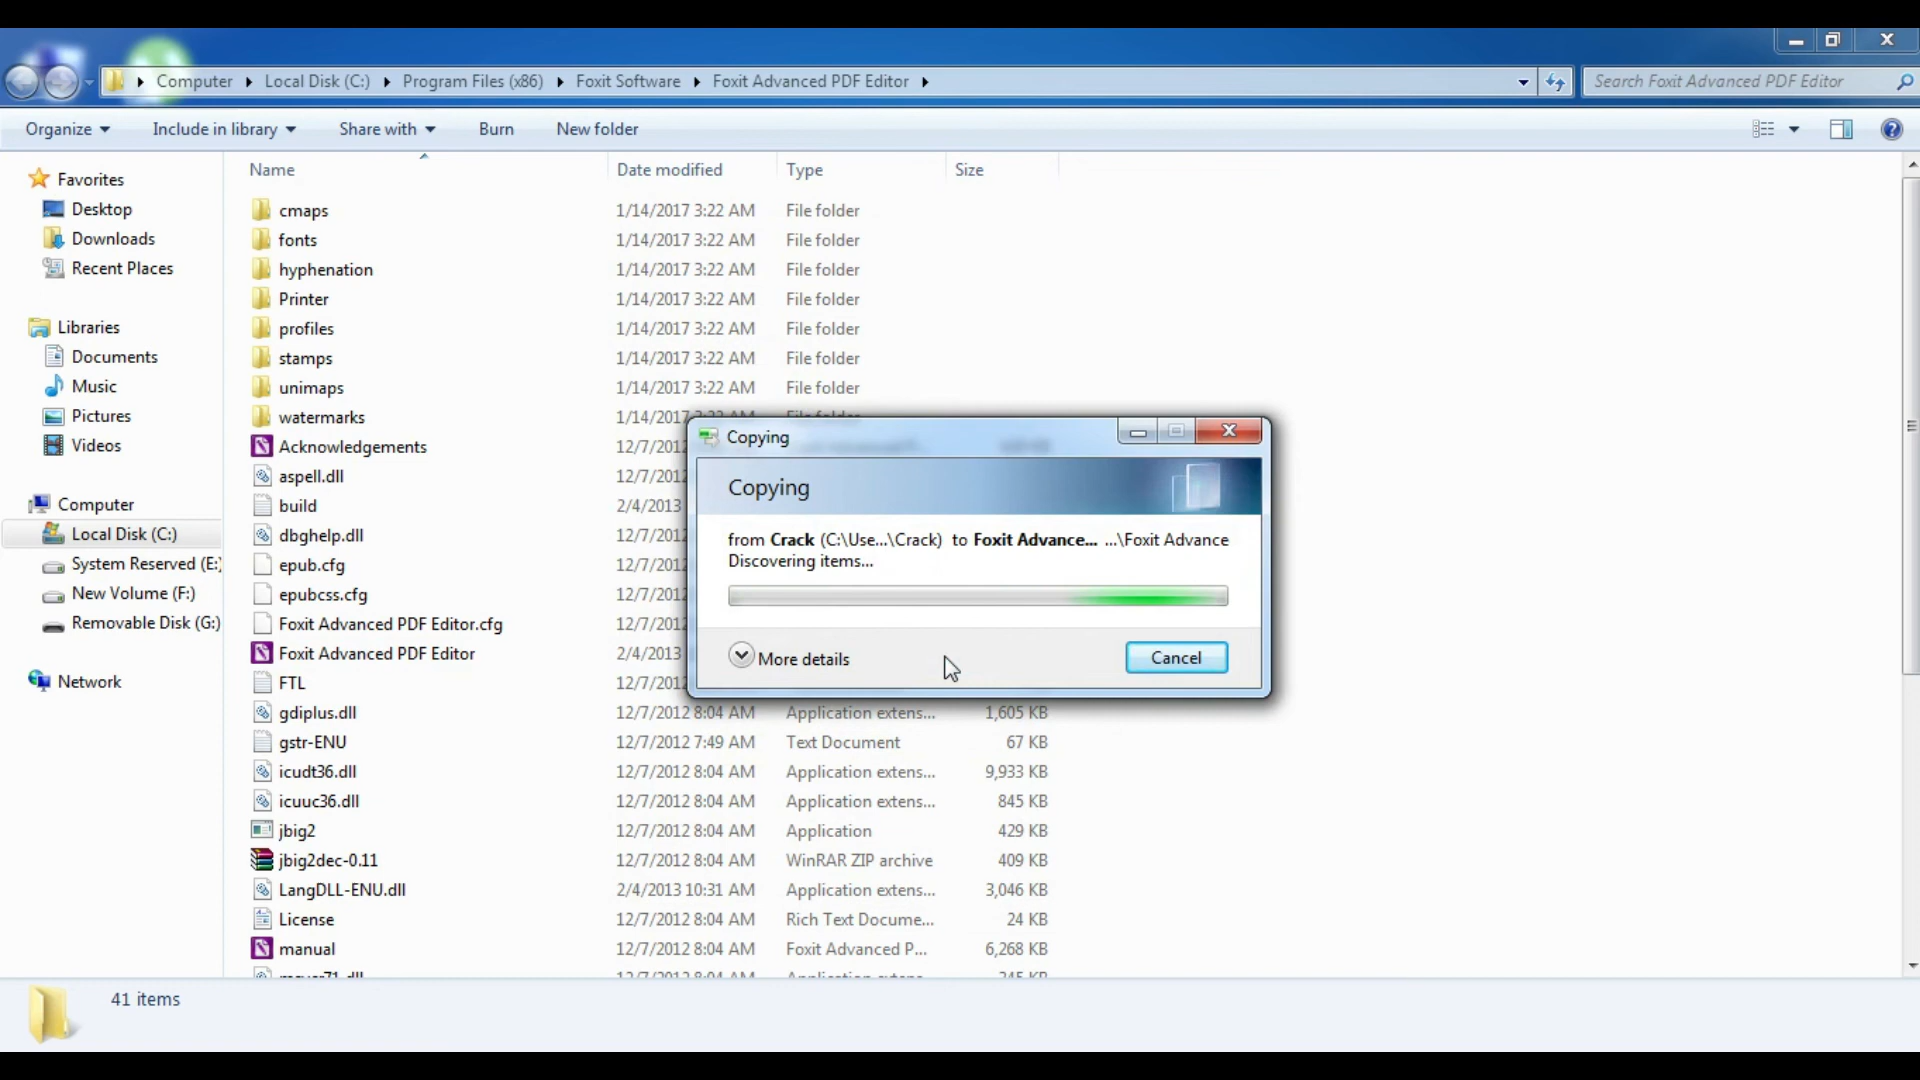 Computer Local Disk (C:) Program Files (x86) Foxit Software Foxit Advanced PDF Editor Search Foxit Advanced PDF Editor
Organize Include in library Share with Burn New folder
Name Date modified Type Size
Favorites
Desktop
Downloads
Recent Places
Libraries
Documents
Music
Pictures
Videos
Computer
Local Disk (C:)
System Reserved (E:)
New Volume (F:)
Removable Disk (G:)
Network
cmaps 1/14/2017 3:22 AM File folder
fonts 1/14/2017 3:22 AM File folder
hyphenation 1/14/2017 3:22 AM File folder
Printer 1/14/2017 3:22 AM File folder
profiles 1/14/2017 3:22 AM File folder
stamps 1/14/2017 3:22 AM File folder
unimaps 1/14/2017 3:22 AM File folder
watermarks 1/14/2017 3:22 AM File folder
Acknowledgements 12/7/2012
aspell.dll 12/7/2012
build 2/4/2013
dbghelp.dll 12/7/2012
epub.cfg 12/7/2012
epubcss.cfg 12/7/2012
Foxit Advanced PDF Editor.cfg 12/7/2012
Foxit Advanced PDF Editor 2/4/2013
FTL 12/7/2012
gdiplus.dll 12/7/2012 8:04 AM Application extens... 1,605 KB
gstr-ENU 12/7/2012 7:49 AM Text Document 67 KB
icudt36.dll 12/7/2012 8:04 AM Application extens... 9,933 KB
icuuc36.dll 12/7/2012 8:04 AM Application extens... 845 KB
jbig2 12/7/2012 8:04 AM Application 429 KB
jbig2dec-0.11 12/7/2012 8:04 AM WinRAR ZIP archive 409 KB
LangDLL-ENU.dll 2/4/2013 10:31 AM Application extens... 3,046 KB
License 12/7/2012 8:04 AM Rich Text Docume... 24 KB
manual 12/7/2012 8:04 AM Foxit Advanced P... 6,268 KB
Copying
Copying
from Crack (C:\Use...\Crack) to Foxit Advance... ...\Foxit Advance
Discovering items...
More details Cancel
41 items